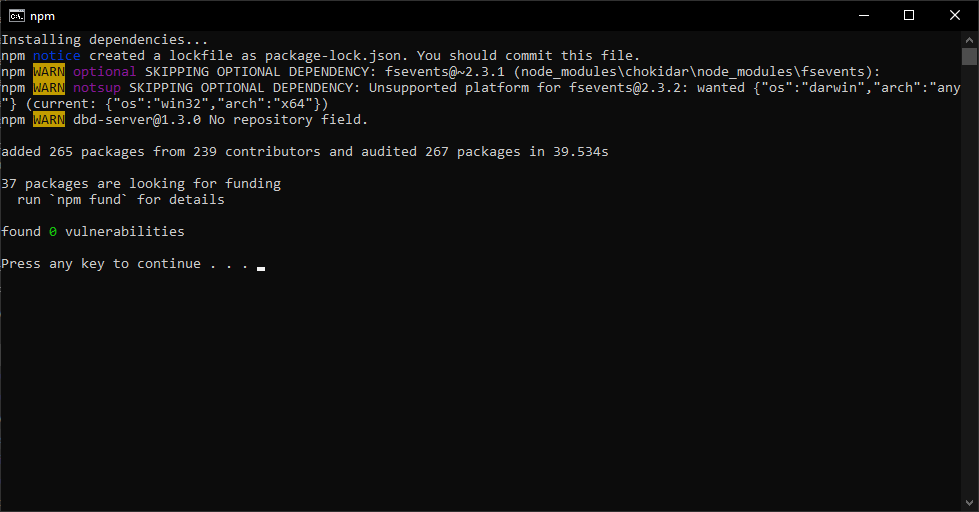 npm
Installing dependencies...
npm notice created a lockfile as package-lock.json. You should commit this file.
npm WARN optional SKIPPING OPTIONAL DEPENDENCY: fsevents@~2.3.1 (node_modules\chokidar\node_modules\fsevents):
npm WARN notsup SKIPPING OPTIONAL DEPENDENCY: Unsupported platform for fsevents@2.3.2: wanted {"os":"darwin","arch":"any
"} (current: {"os":"win32","arch":"x64"})
npm WARN dbd-server@1.3.0 No repository field.
added 265 packages from 239 contributors and audited 267 packages in 39.534s
37 packages are looking for funding
  run `npm fund` for details
found 0 vulnerabilities
Press any key to continue . . .